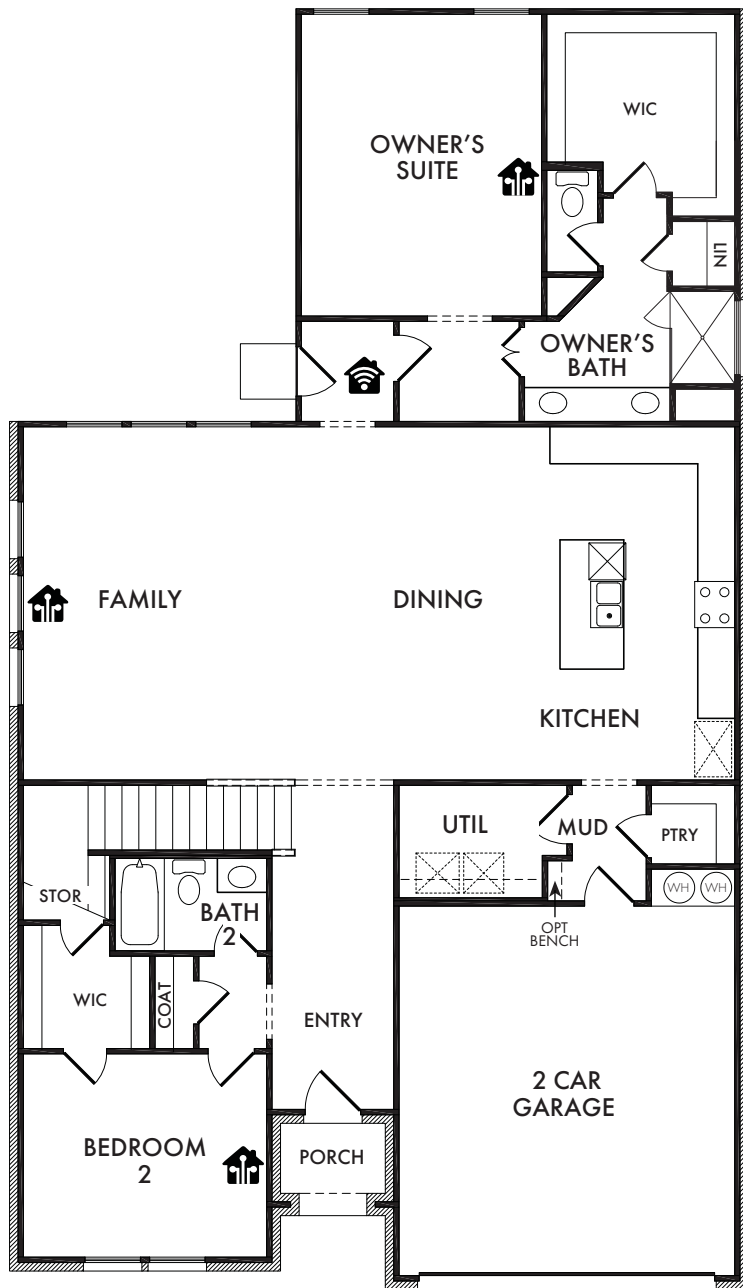 WIC
OWNER'S
SUITE
LIN
OWNER'S
BATH
FAMILY
DINING
KITCHEN
UTIL
MUD
PTRY
WH
WH
STOR
BATH
2
OPT
BENCH
WIC
COAT
ENTRY
2 CAR
GARAGE
BEDROOM
2
PORCH